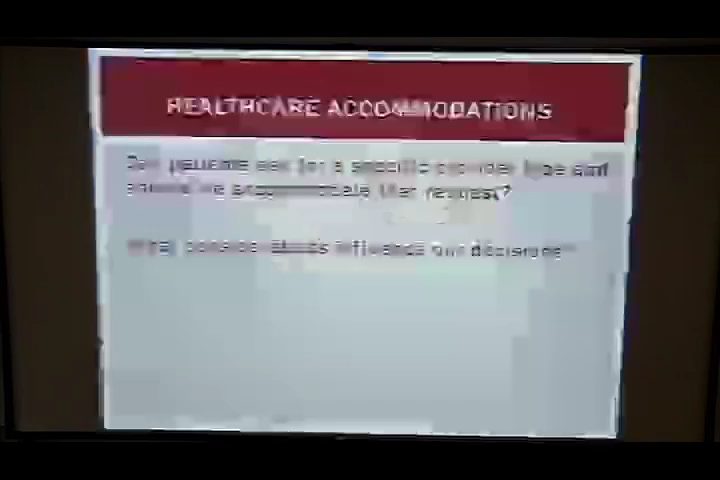 HEALTHCARE ACCOMMODATIONS
Can patients ask for a specific provider type and
should we accommodate that request?
What considerations influence our decisions?